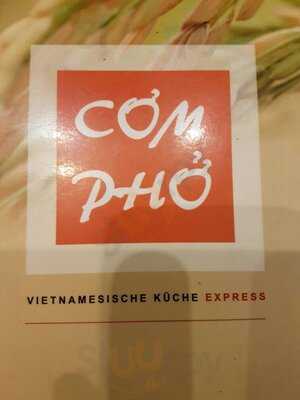 CƠM
PHỞ
VIETNAMESISCHE KÜCHE EXPRESS